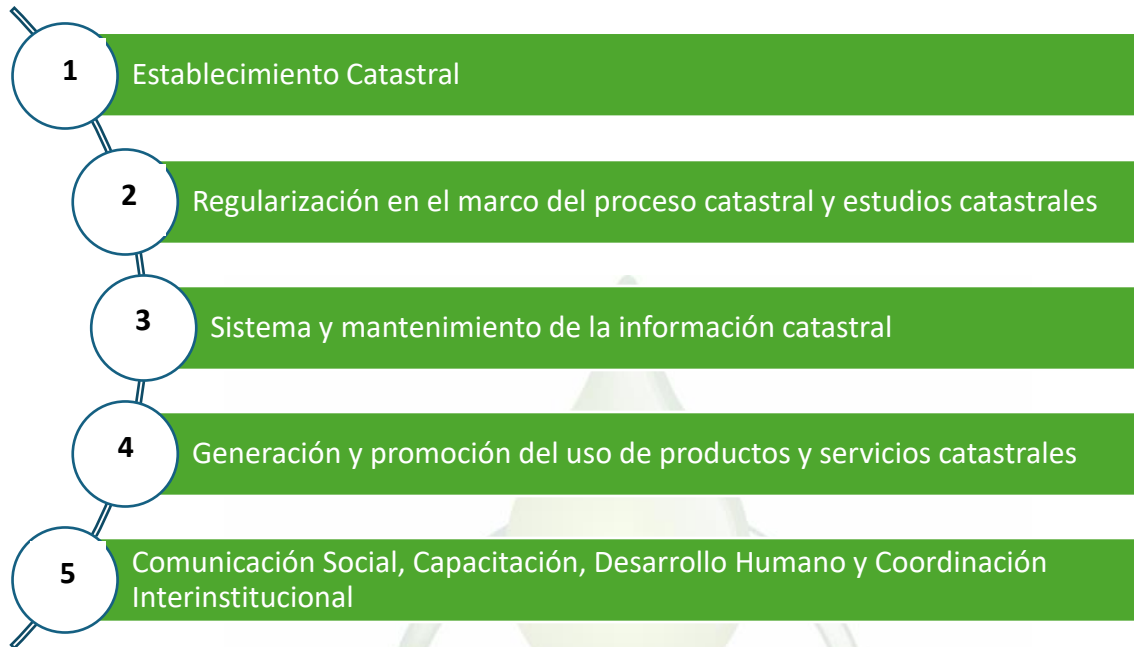 1
Establecimiento Catastral
2
Regularización en el marco del proceso catastral y estudios catastrales
3
Sistema y mantenimiento de la información catastral
4
Generación y promoción del uso de productos y servicios catastrales
5
Comunicación Social, Capacitación, Desarrollo Humano y Coordinación
Interinstitucional